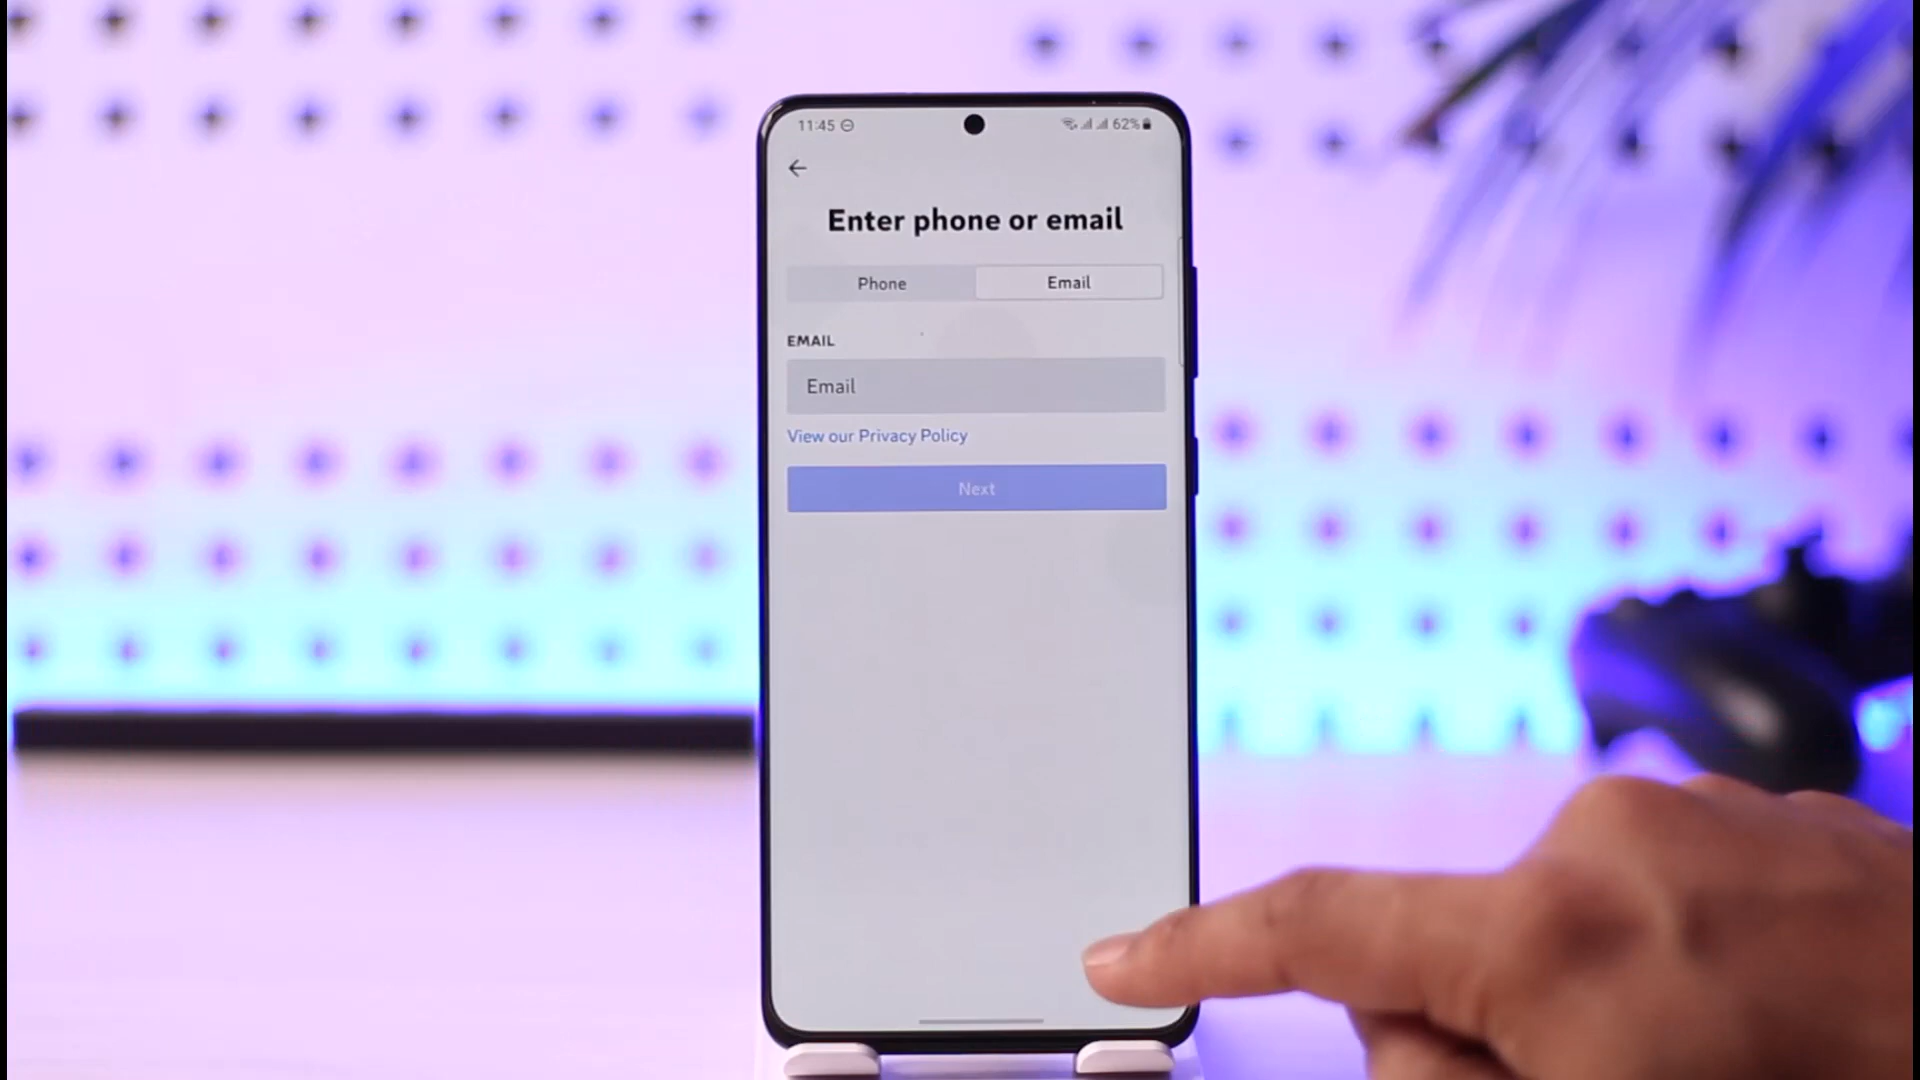 11:45 62%
Enter phone or email
Phone Email
EMAIL
Email
View our Privacy Policy
Next